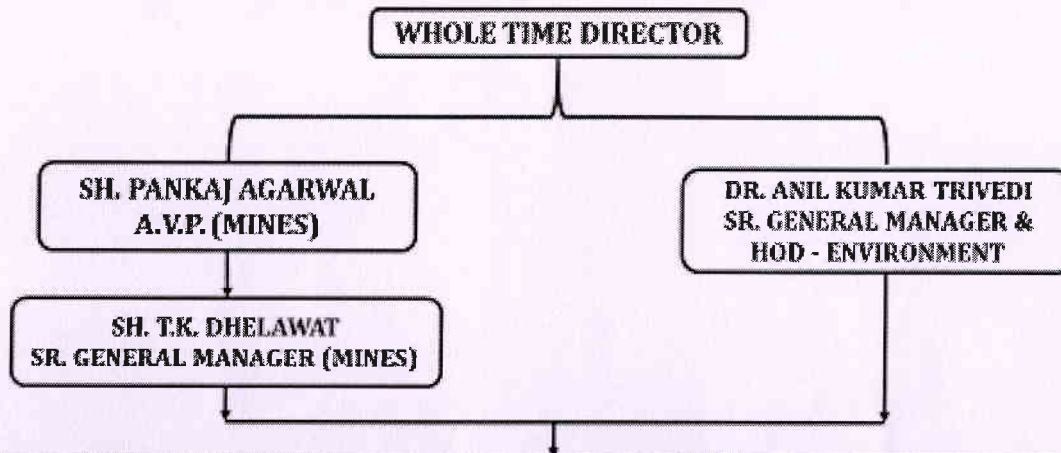 WHOLE TIME DIRECTOR
SH. PANKAJ AGARWAL
A.V.P. (MINES)
DR. ANIL KUMAR TRIVEDI
SR. GENERAL MANAGER &
HOD - ENVIRONMENT
SH. T.K. DHELAWAT
SR. GENERAL MANAGER (MINES)